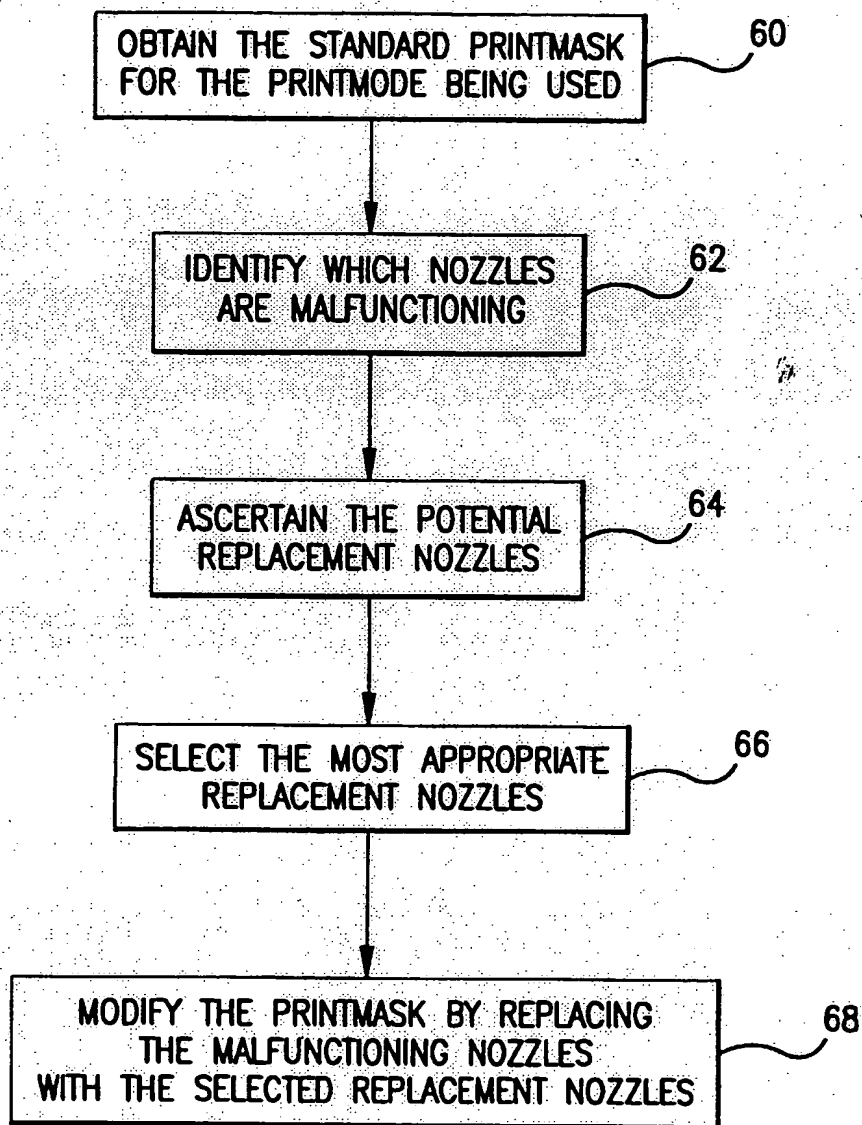 OBTAIN THE STANDARD PRINTMASK
FOR THE PRINTMODE BEING USED
60
IDENTIFY WHICH NOZZLES
ARE MALFUNCTIONING
62
ASCERTAIN THE POTENTIAL
REPLACEMENT NOZZLES
64
SELECT THE MOST APPROPRIATE
REPLACEMENT NOZZLES
66
MODIFY THE PRINTMASK BY REPLACING
THE MALFUNCTIONING NOZZLES
WITH THE SELECTED REPLACEMENT NOZZLES
68